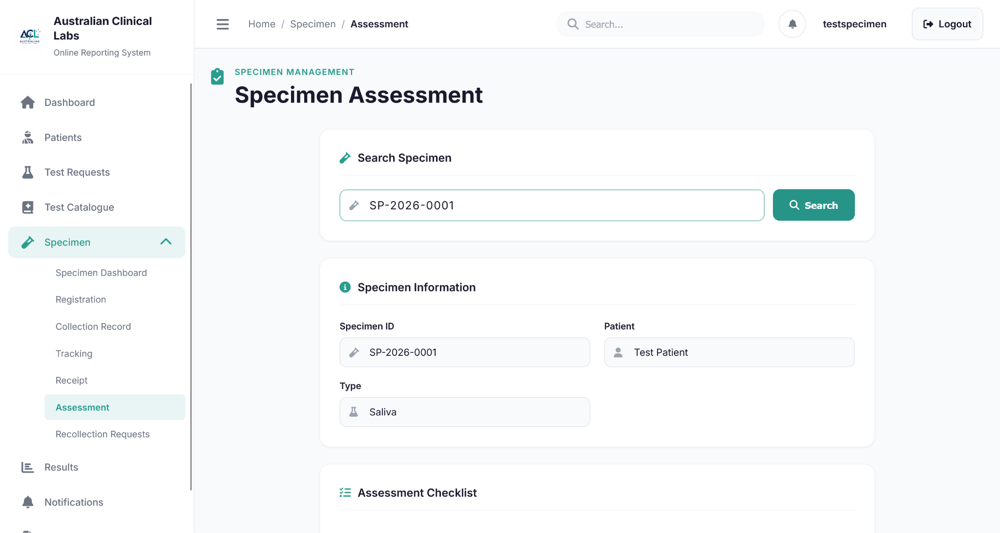 Australian Clinical
Labs
Online Reporting System
ACL
AUSTRALIAN
Home / Specimen / Assessment
Search...
testspecimen
Logout
Dashboard
Patients
Test Requests
Test Catalogue
Specimen
Specimen Dashboard
Registration
Collection Record
Tracking
Receipt
Assessment
Recollection Requests
Results
Notifications
SPECIMEN MANAGEMENT
Specimen Assessment
Search Specimen
SP-2026-0001
Search
Specimen Information
Specimen ID
SP-2026-0001
Patient
Test Patient
Type
Saliva
Assessment Checklist